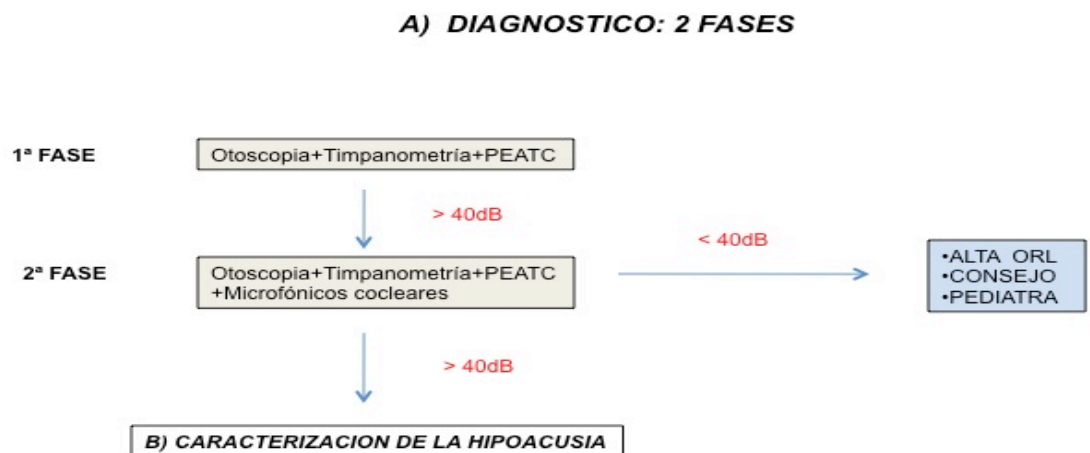 A) DIAGNOSTICO: 2 FASES
1ª FASE
Otoscopia+Timpanometría+PEATC
> 40dB
< 40dB
2ª FASE
Otoscopia+Timpanometría+PEATC
+Microfónicos cocleares
•ALTA ORL
•CONSEJO
•PEDIATRA
> 40dB
B) CARACTERIZACION DE LA HIPOACUSIA